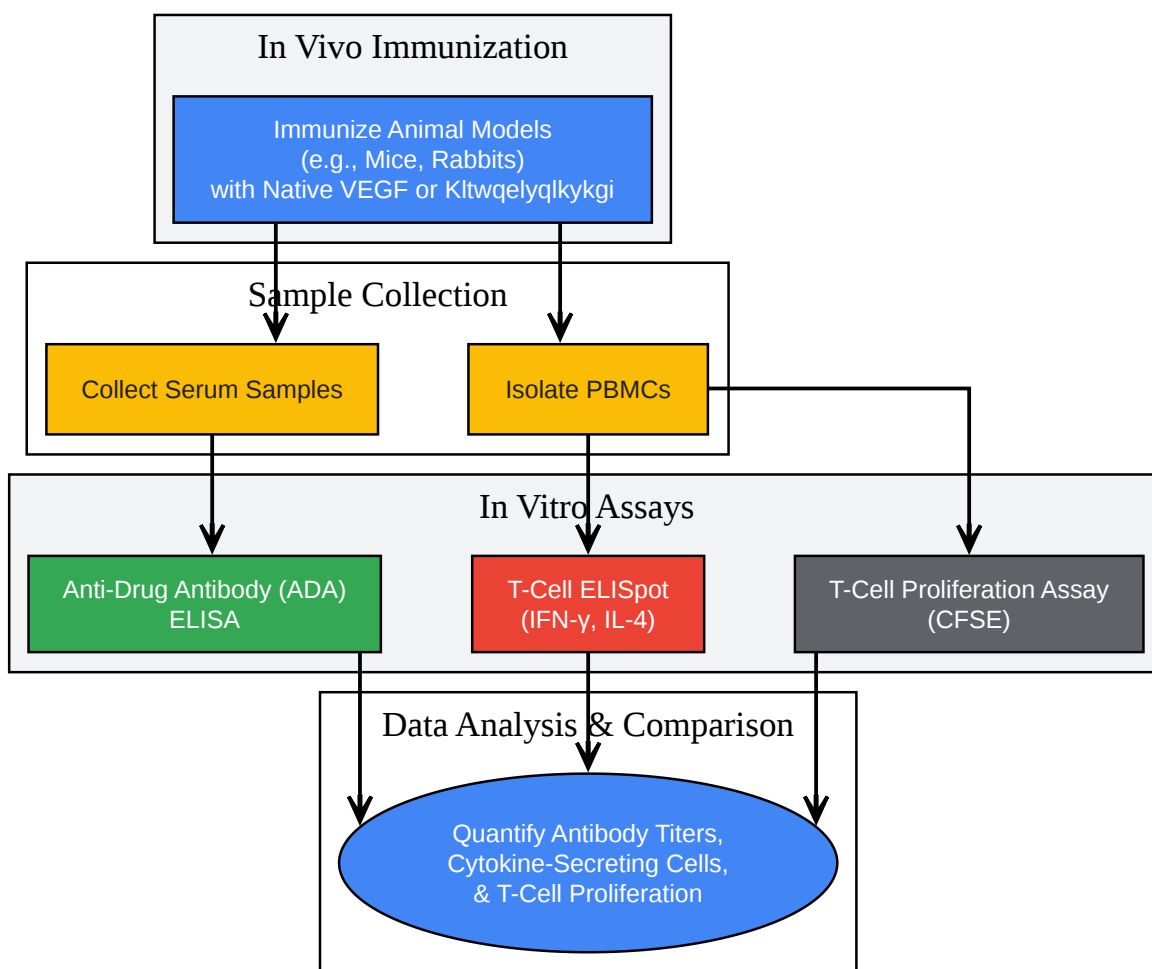 In Vivo Immunization
Immunize Animal Models
(e.g., Mice, Rabbits)
with Native VEGF or Kltwqelyqlkykgi
Sample Collection
Collect Serum Samples
Isolate PBMCs
In Vitro Assays
Anti-Drug Antibody (ADA)
ELISA
T-Cell ELISpot
(IFN-γ, IL-4)
T-Cell Proliferation Assay
(CFSE)
Data Analysis & Comparison
Quantify Antibody Titers,
Cytokine-Secreting Cells,
& T-Cell Proliferation